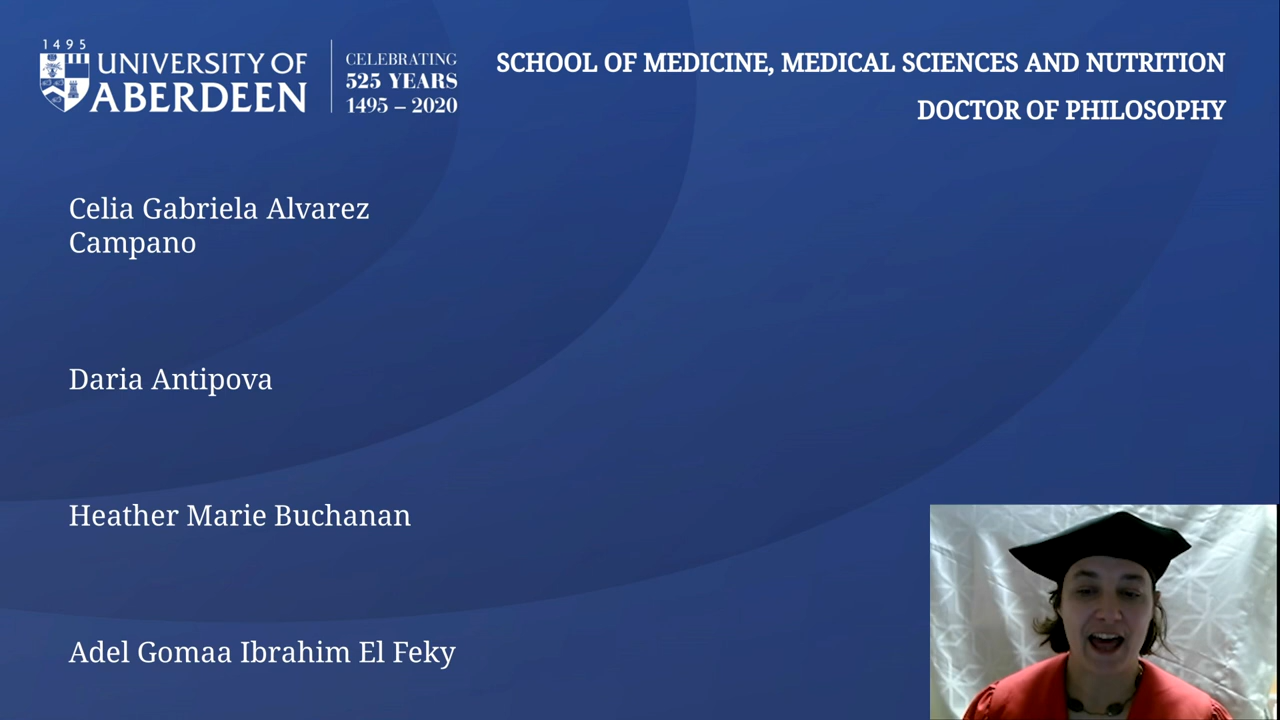 1495
UNIVERSITY OF
ABERDEEN
CELEBRATING
525 YEARS
1495 – 2020
SCHOOL OF MEDICINE, MEDICAL SCIENCES AND NUTRITION
DOCTOR OF PHILOSOPHY
Celia Gabriela Alvarez
Campano
Daria Antipova
Heather Marie Buchanan
Adel Gomaa Ibrahim El Feky